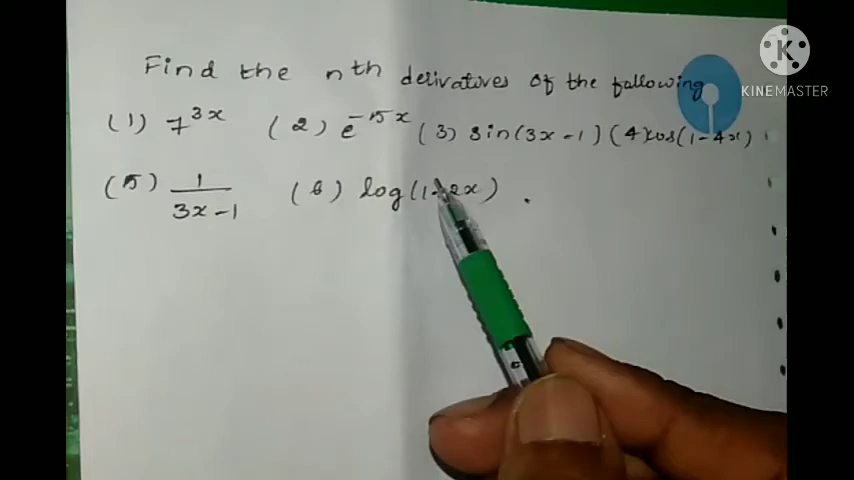 Find the nth derivatives of the following
KINEMASTER
(1) 7^3x (2) e^-5x (3) sin(3x-1) (4) cos(1-4x)
(5) 1/3x-1 (6) log(1-2x).